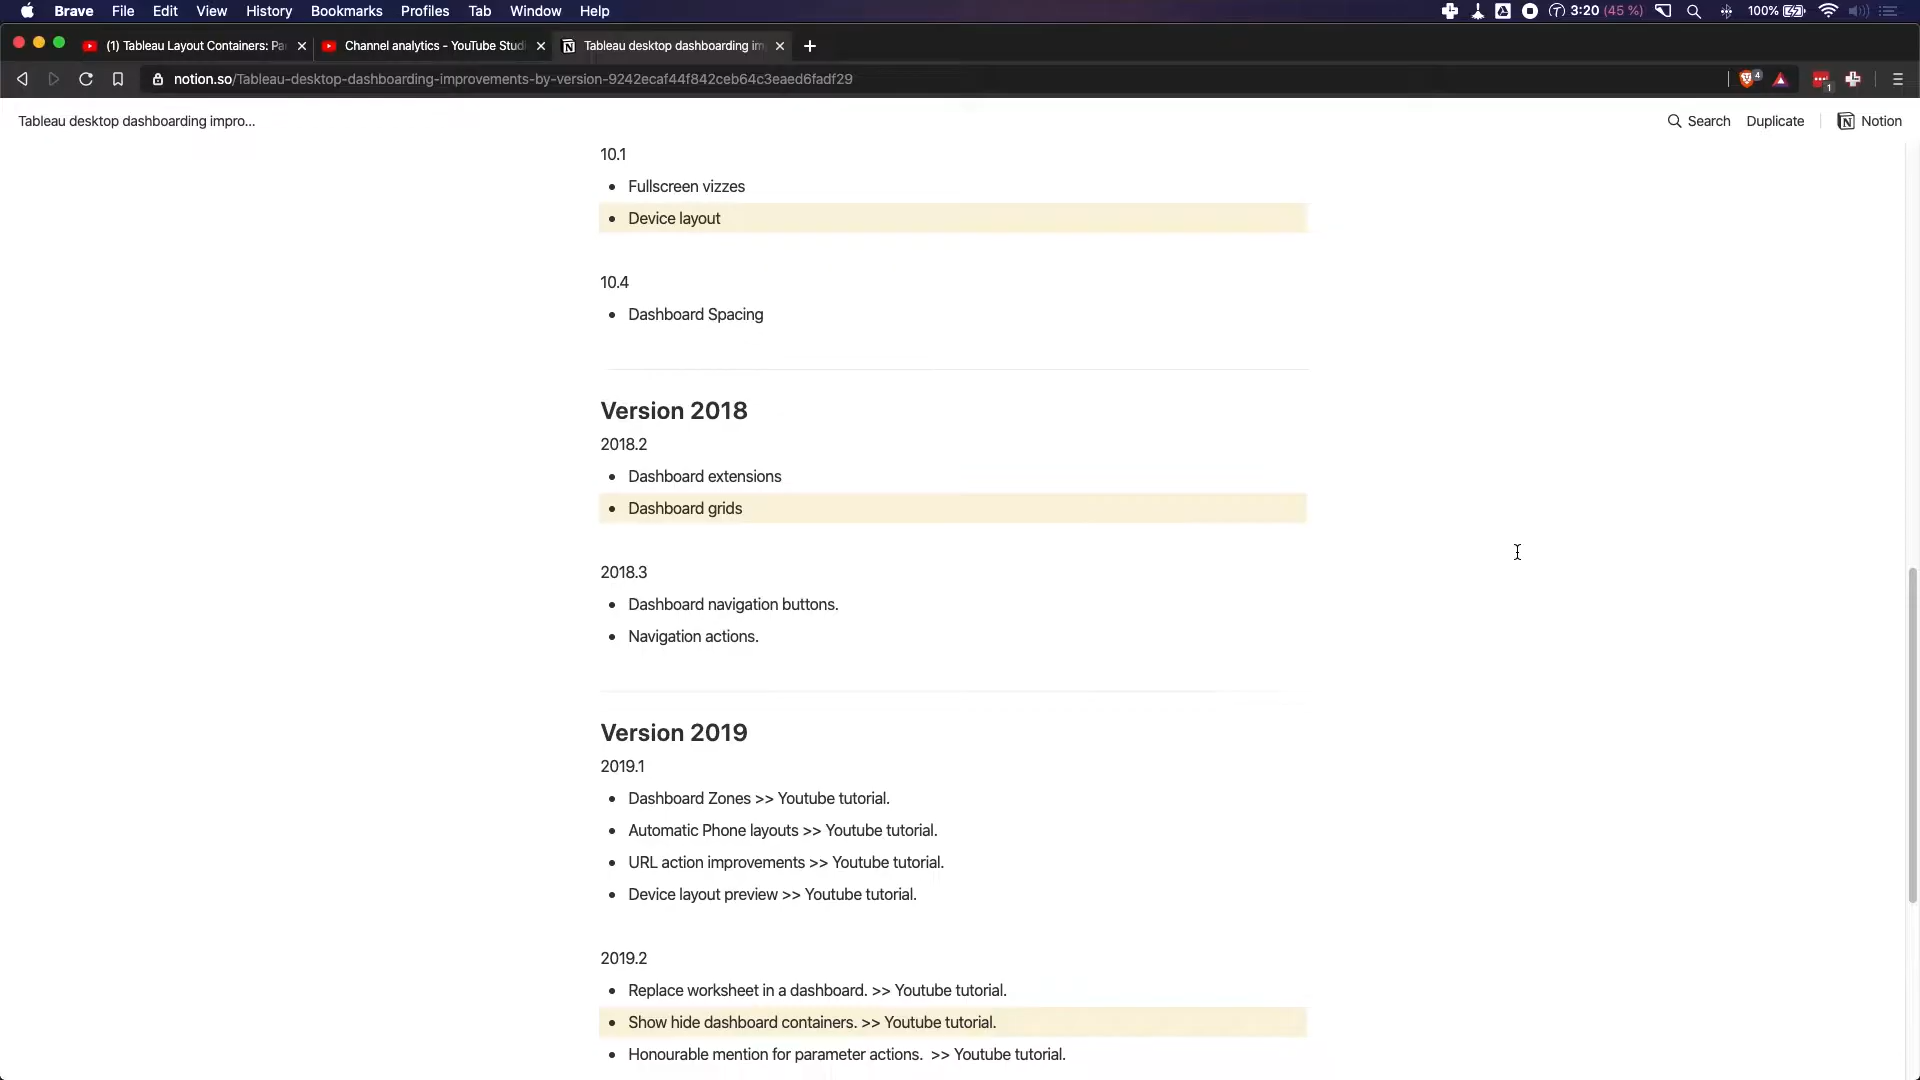 Brave File Edit View History Bookmarks Profiles Tab Window Help 3:20 (45 %) 100%
(1) Tableau Layout Containers: Pa Channel analytics - YouTube Studi Tableau desktop dashboarding im
notion.so/Tableau-desktop-dashboarding-improvements-by-version-9242ecaf44f842ceb64c3eaed6fadf29 4 1
Tableau desktop dashboarding impro... Search Duplicate Notion
10.1
• Fullscreen vizzes
• Device layout
10.4
• Dashboard Spacing
Version 2018
2018.2
• Dashboard extensions
• Dashboard grids
2018.3
• Dashboard navigation buttons.
• Navigation actions.
Version 2019
2019.1
• Dashboard Zones >> Youtube tutorial.
• Automatic Phone layouts >> Youtube tutorial.
• URL action improvements >> Youtube tutorial.
• Device layout preview >> Youtube tutorial.
2019.2
• Replace worksheet in a dashboard. >> Youtube tutorial.
• Show hide dashboard containers. >> Youtube tutorial.
• Honourable mention for parameter actions. >> Youtube tutorial.